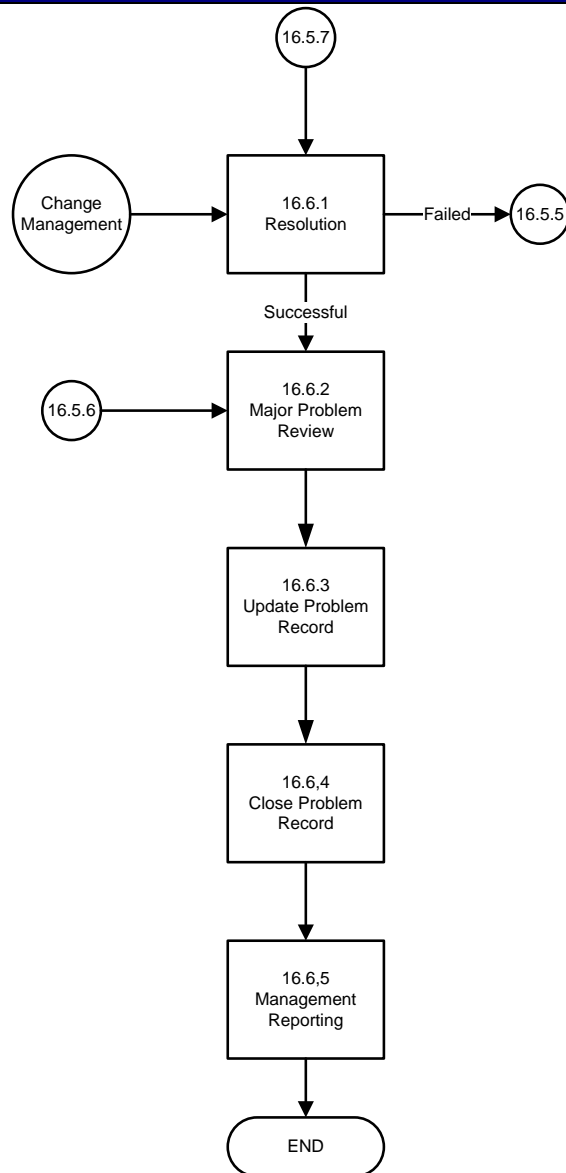 16.5.7
Change
Management
16.6.1
Resolution
Failed
16.5.5
Successful
16.5.6
16.6.2
Major Problem
Review
16.6.3
Update Problem
Record
16.6,4
Close Problem
Record
16.6,5
Management
Reporting
END